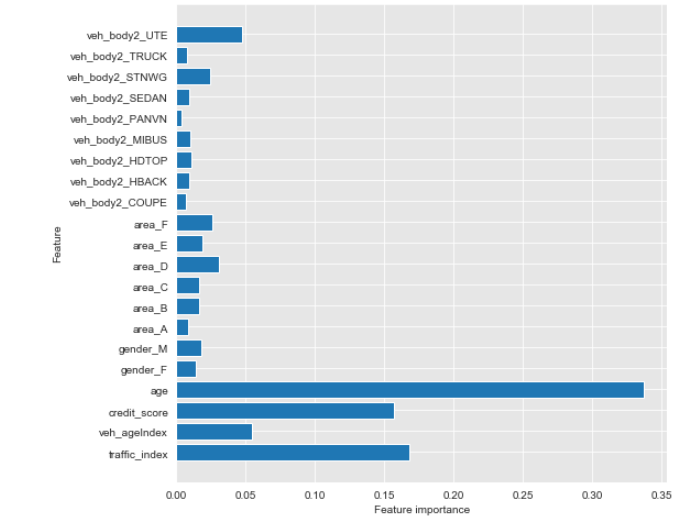 veh_body2_UTE
veh_body2_TRUCK
veh_body2_STNWG
veh_body2_SEDAN
veh_body2_PANVN
veh_body2_MIBUS
veh_body2_HDTOP
veh_body2_HBACK
veh_body2_COUPE
area_F
area_E
area_D
area_C
area_B
area_A
gender_M
gender_F
age
credit_score
veh_ageIndex
traffic_index
Feature
0.00 0.05 0.10 0.15 0.20 0.25 0.30 0.35
Feature importance